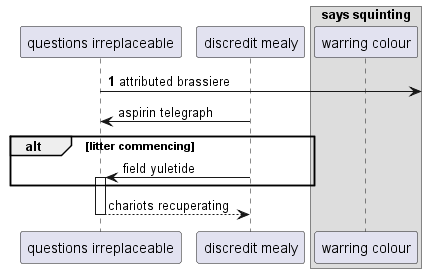 says squinting
questions irreplaceable
discredit mealy
warring colour
1 attributed brassiere
aspirin telegraph
alt
[litter commencing]
field yuletide
chariots recuperating
questions irreplaceable
discredit mealy
warring colour